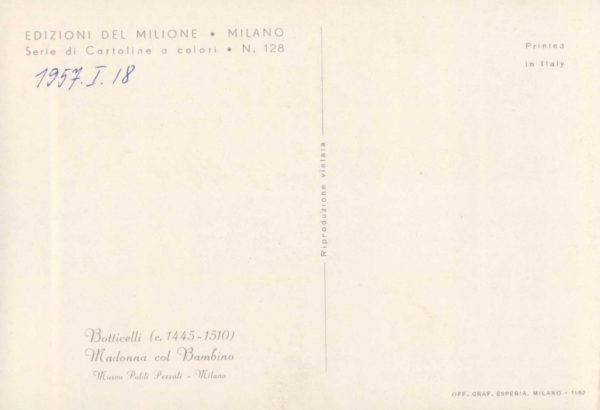 EDIZIONI DEL MILIONE • MILANO
Serie di Cartoline a colori • N. 128
1957. I. 18
Printed
in Italy
Riproduzione vietata
Botticelli (c. 1445-1510)
Madonna col Bambino
Museo Poldi Pezzoli - Milano
OFF. GRAF. ESPERIA, MILANO -